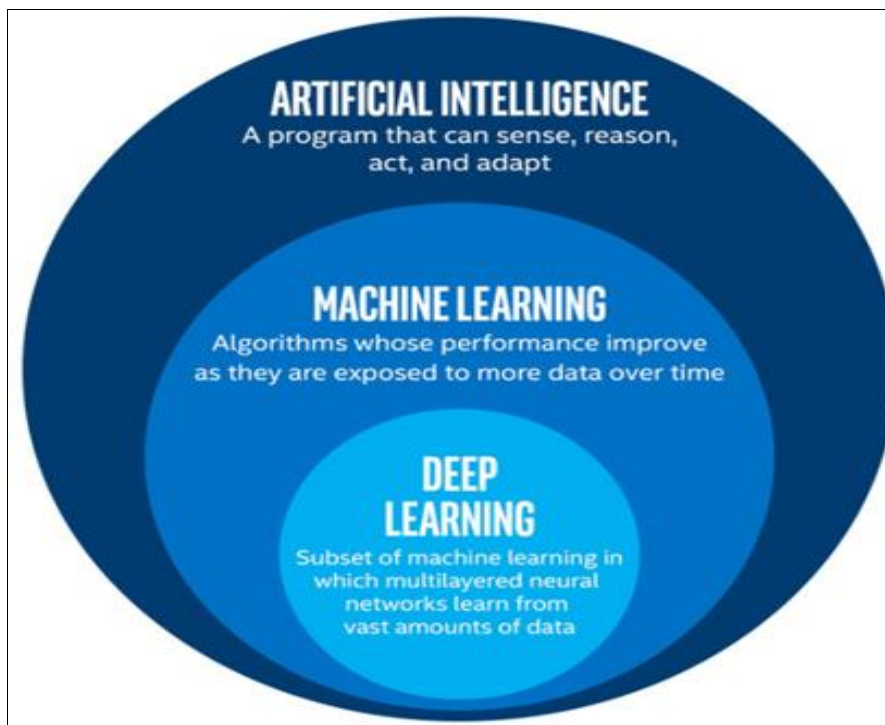 ARTIFICIAL INTELLIGENCE
A program that can sense, reason,
act, and adapt
MACHINE LEARNING
Algorithms whose performance improve
as they are exposed to more data over time
DEEP
LEARNING
Subset of machine learning in
which multilayered neural
networks learn from
vast amounts of data